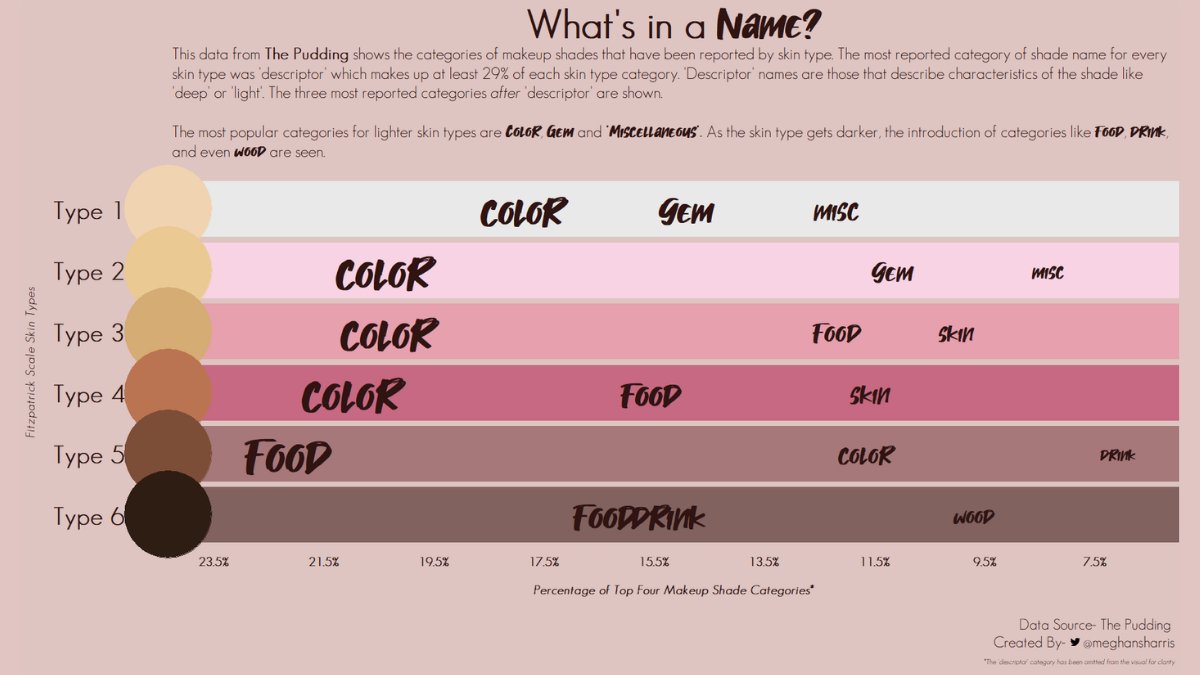 What's in a Name?
This data from The Pudding shows the categories of makeup shades that have been reported by skin type. The most reported category of shade name for every
skin type was 'descriptor' which makes up at least 29% of each skin type category. 'Descriptor' names are those that describe characteristics of the shade like
'deep' or 'light'. The three most reported categories after 'descriptor' are shown.
The most popular categories for lighter skin types are Color, Gem and 'Miscellaneous'. As the skin type gets darker, the introduction of categories like Food, Drink,
and even wood are seen.
Fitzpatrick Scale Skin Types
Type 1 Color Gem misc
Type 2 Color Gem misc
Type 3 Color Food skin
Type 4 Color Food skin
Type 5 Food Color Drink
Type 6 FoodDrink wood
23.5% 21.5% 19.5% 17.5% 15.5% 13.5% 11.5% 9.5% 7.5%
Percentage of Top Four Makeup Shade Categories*
Data Source- The Pudding
Created By- @meghansharris
*The 'descriptor' category has been omitted from the visual for clarity